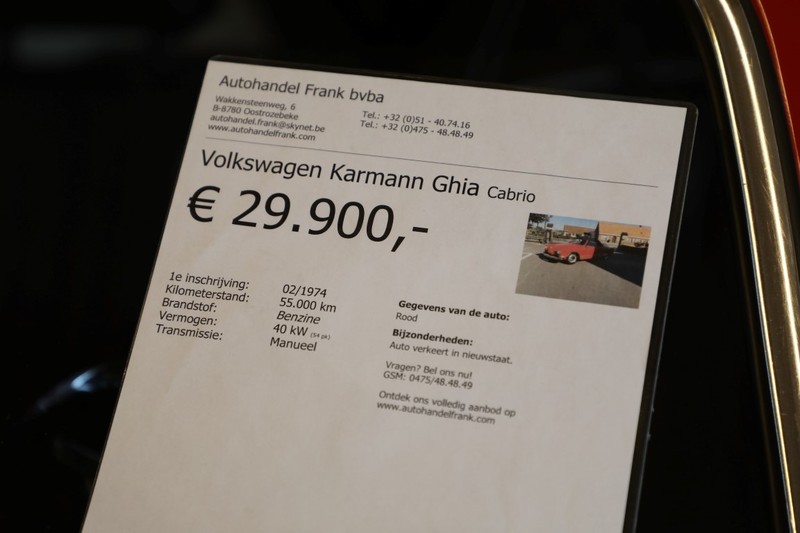 Autohandel Frank bvba
Wakkensteenweg, 6
B-8780 Oostrozebeke
autohandel.frank@skynet.be
www.autohandelfrank.com
Tel.: +32 (0)51 - 40.74.16
Tel.: +32 (0)475 - 48.48.49
Volkswagen Karmann Ghia Cabrio
€ 29.900,-
1e inschrijving: 02/1974
Kilometerstand: 55.000 km
Brandstof: Benzine
Vermogen: 40 kW (54 pk)
Transmissie: Manueel
Gegevens van de auto:
Rood
Bijzonderheden:
Auto verkeert in nieuwstaat.
Vragen? Bel ons nu!
GSM: 0475/48.48.49
Ontdek ons volledig aanbod op
www.autohandelfrank.com